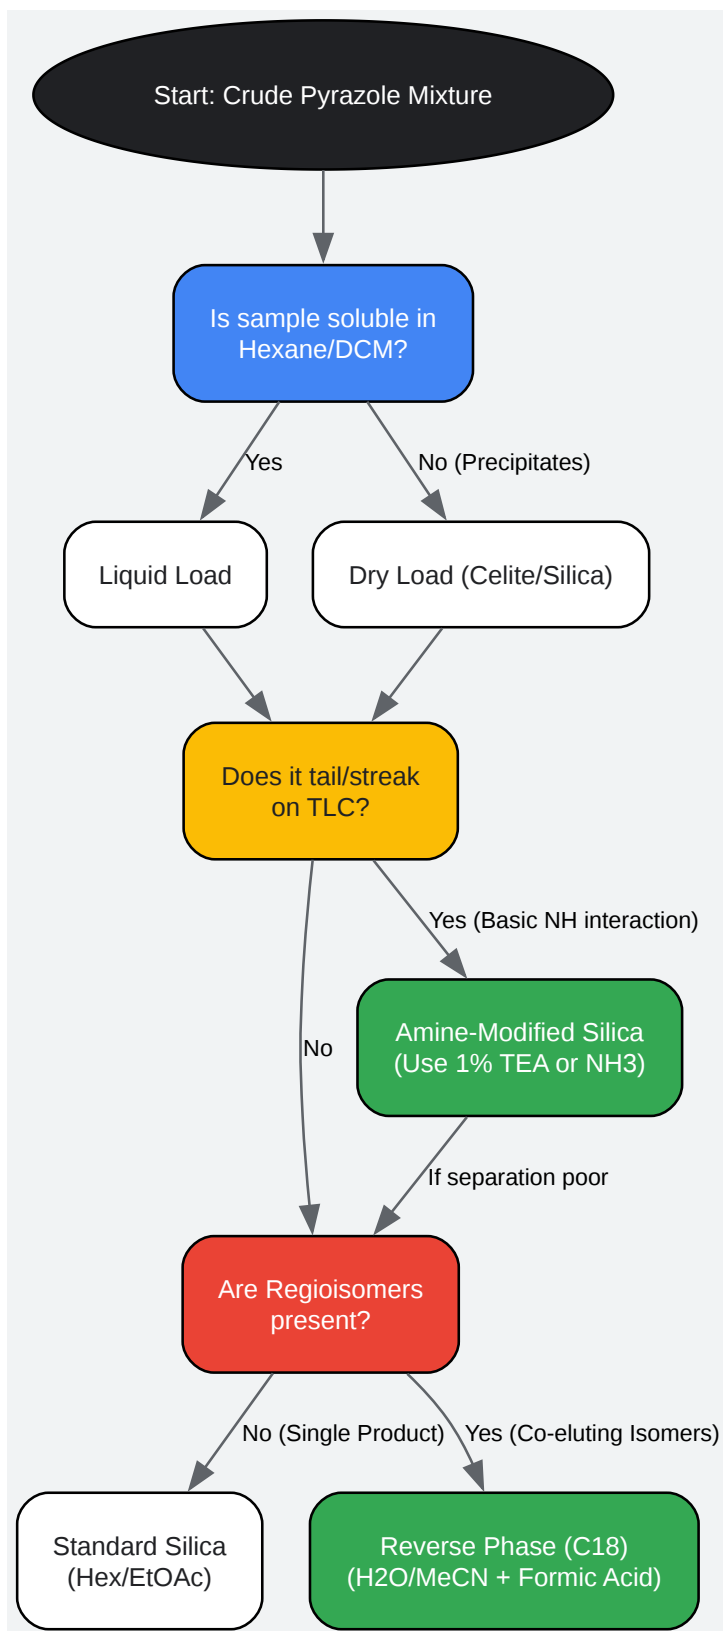 Start: Crude Pyrazole Mixture
Is sample soluble in
Hexane/DCM?
Yes
No (Precipitates)
Liquid Load
Dry Load (Celite/Silica)
Does it tail/streak
on TLC?
Yes (Basic NH interaction)
Amine-Modified Silica
(Use 1% TEA or NH3)
No
If separation poor
Are Regioisomers
present?
No (Single Product)
Yes (Co-eluting Isomers)
Standard Silica
(Hex/EtOAc)
Reverse Phase (C18)
(H2O/MeCN + Formic Acid)